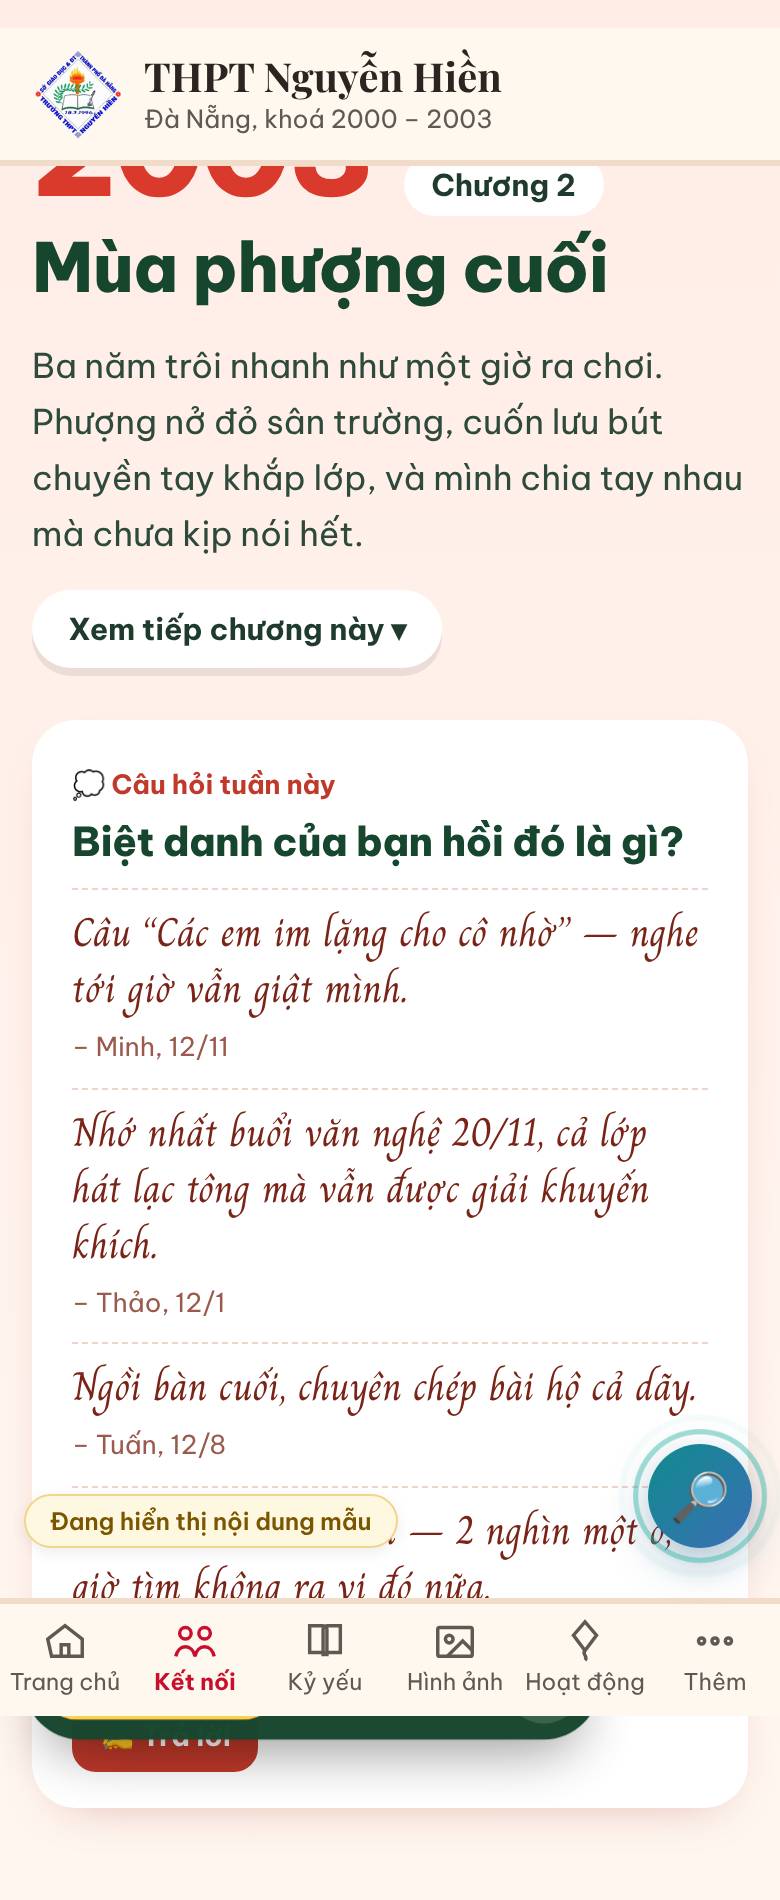 THPT Nguyễn Hiền
Đà Nẵng, khoá 2000 – 2003
2003
Chương 2
Mùa phượng cuối
Ba năm trôi nhanh như một giờ ra chơi.
Phượng nở đỏ sân trường, cuốn lưu bút
chuyền tay khắp lớp, và mình chia tay nhau
mà chưa kịp nói hết.
Xem tiếp chương này ▾
Câu hỏi tuần này
Biệt danh của bạn hồi đó là gì?
Câu “Các em im lặng cho cô nhờ” — nghe
tới giờ vẫn giật mình.
– Minh, 12/11
Nhớ nhất buổi văn nghệ 20/11, cả lớp
hát lạc tông mà vẫn được giải khuyến
khích.
– Thảo, 12/1
Ngồi bàn cuối, chuyên chép bài hộ cả dãy.
– Tuấn, 12/8
Đang hiển thị nội dung mẫu
— 2 nghìn một ổ,
giờ tìm không ra vị đó nữa.
Trang chủ
Kết nối
Kỷ yếu
Hình ảnh
Hoạt động
Thêm
Trả lời